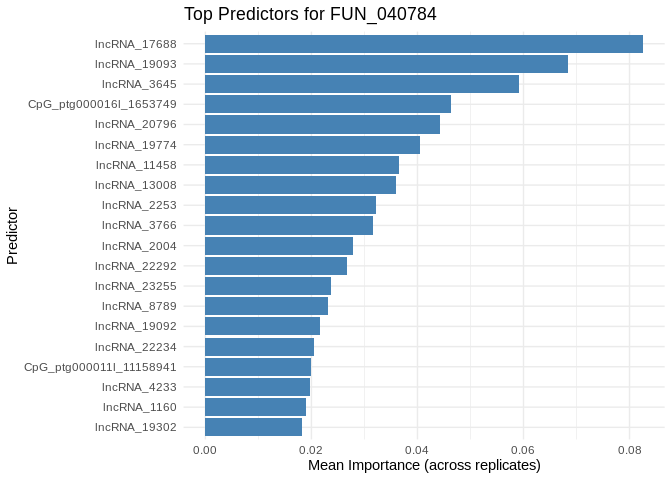 Top Predictors for FUN_040784
Predictor
lncRNA_17688
lncRNA_19093
lncRNA_3645
CpG_ptg000016l_1653749
lncRNA_20796
lncRNA_19774
lncRNA_11458
lncRNA_13008
lncRNA_2253
lncRNA_3766
lncRNA_2004
lncRNA_22292
lncRNA_23255
lncRNA_8789
lncRNA_19092
lncRNA_22234
CpG_ptg000011l_11158941
lncRNA_4233
lncRNA_1160
lncRNA_19302
0.00 0.02 0.04 0.06 0.08
Mean Importance (across replicates)